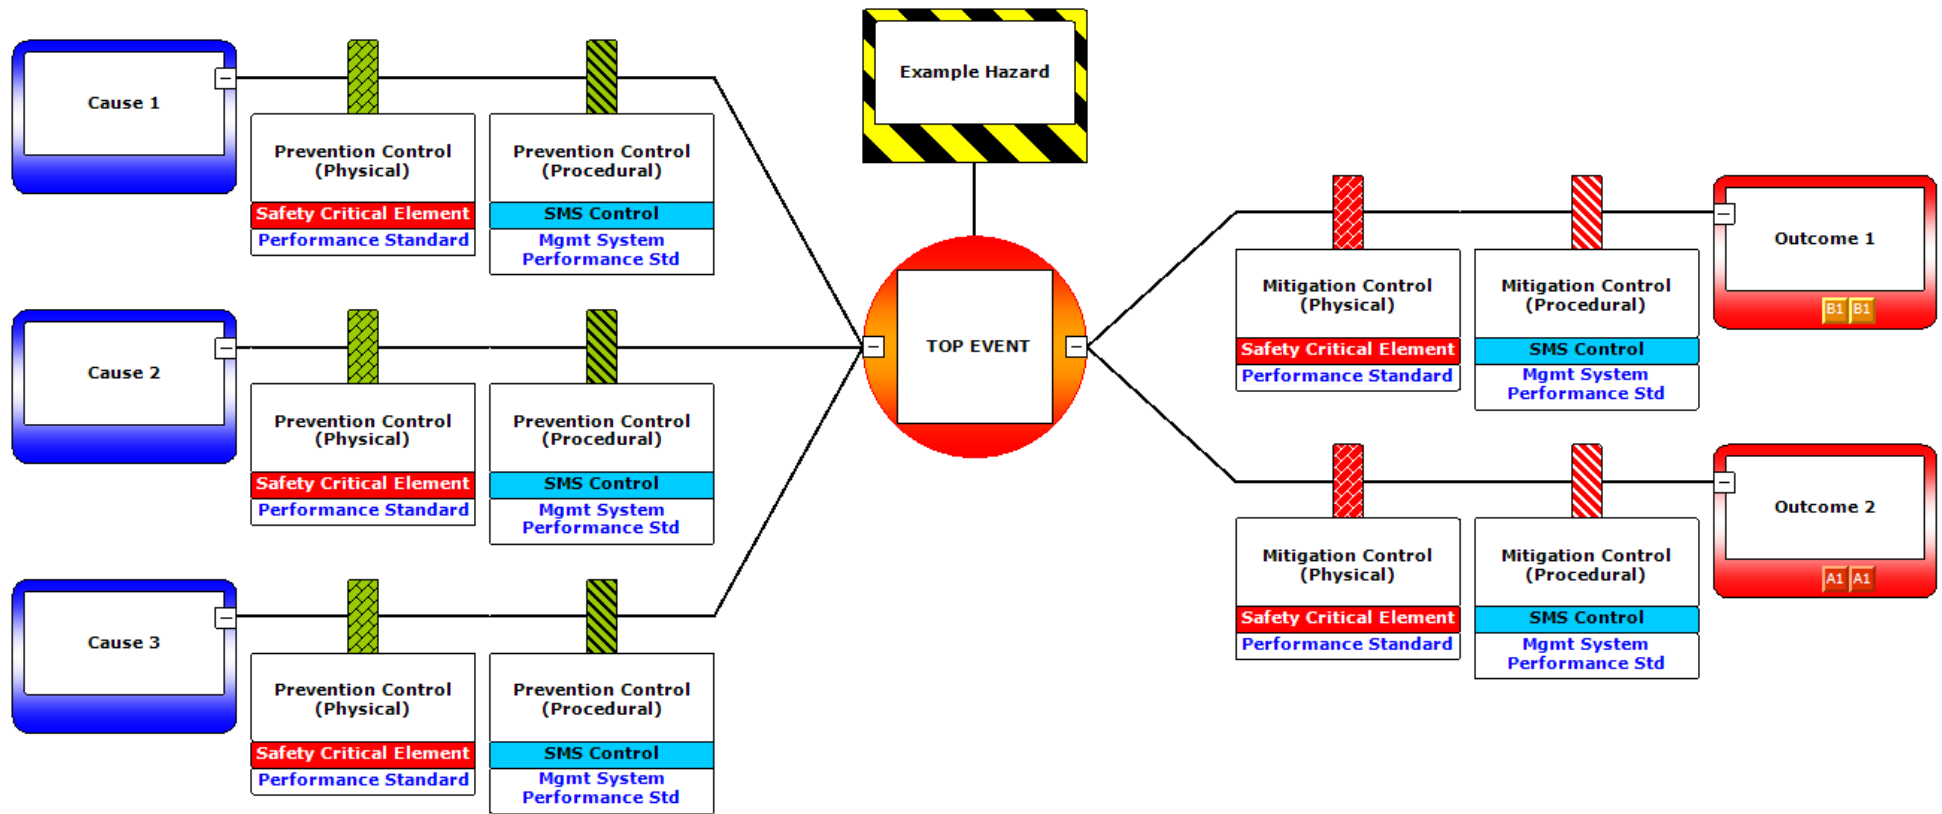 Example Hazard
Cause 1
Prevention Control
(Physical)
Safety Critical Element
Performance Standard
Prevention Control
(Procedural)
SMS Control
Mgmt System
Performance Std
Cause 2
Prevention Control
(Physical)
Safety Critical Element
Performance Standard
Prevention Control
(Procedural)
SMS Control
Mgmt System
Performance Std
Cause 3
Prevention Control
(Physical)
Safety Critical Element
Performance Standard
Prevention Control
(Procedural)
SMS Control
Mgmt System
Performance Std
TOP EVENT
Mitigation Control
(Physical)
Safety Critical Element
Performance Standard
Mitigation Control
(Procedural)
SMS Control
Mgmt System
Performance Std
Outcome 1
B1 B1
Mitigation Control
(Physical)
Safety Critical Element
Performance Standard
Mitigation Control
(Procedural)
SMS Control
Mgmt System
Performance Std
Outcome 2
A1 A1